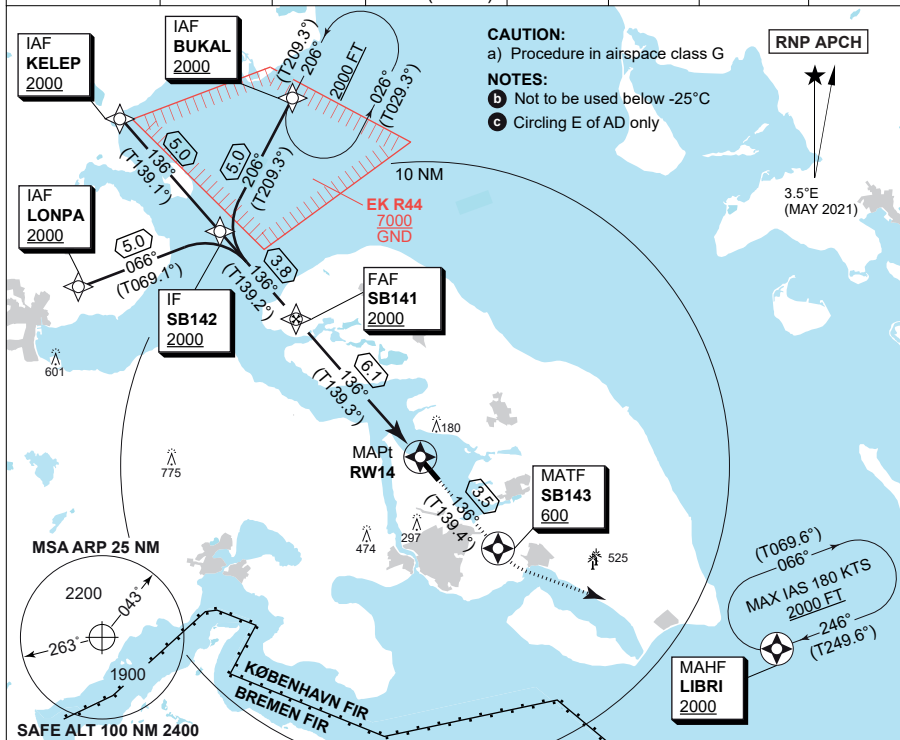 IAF
KELEP
2000
IAF
BUKAL
2000
(T209.3°)
206°
2000 FT
026°
(T029.3°)
CAUTION:
a) Procedure in airspace class G
NOTES:
b Not to be used below -25°C
c Circling E of AD only
RNP APCH
3.5°E
(MAY 2021)
5.0
136°
(T139.1°)
5.0
206°
(T209.3°)
10 NM
EK R44
7000
GND
IAF
LONPA
2000
5.0
066°
(T069.1°)
3.8
136°
(T139.2°)
IF
SB142
2000
FAF
SB141
2000
601
6.1
136°
(T139.3°)
180
MAPt
RW14
775
3.5
136°
(T139.4°)
MATF
SB143
600
474
297
525
MSA ARP 25 NM
2200
043°
263°
1900
SAFE ALT 100 NM 2400
KØBENHAVN FIR
BREMEN FIR
(T069.6°)
066°
MAX IAS 180 KTS
2000 FT
246°
(T249.6°)
MAHF
LIBRI
2000